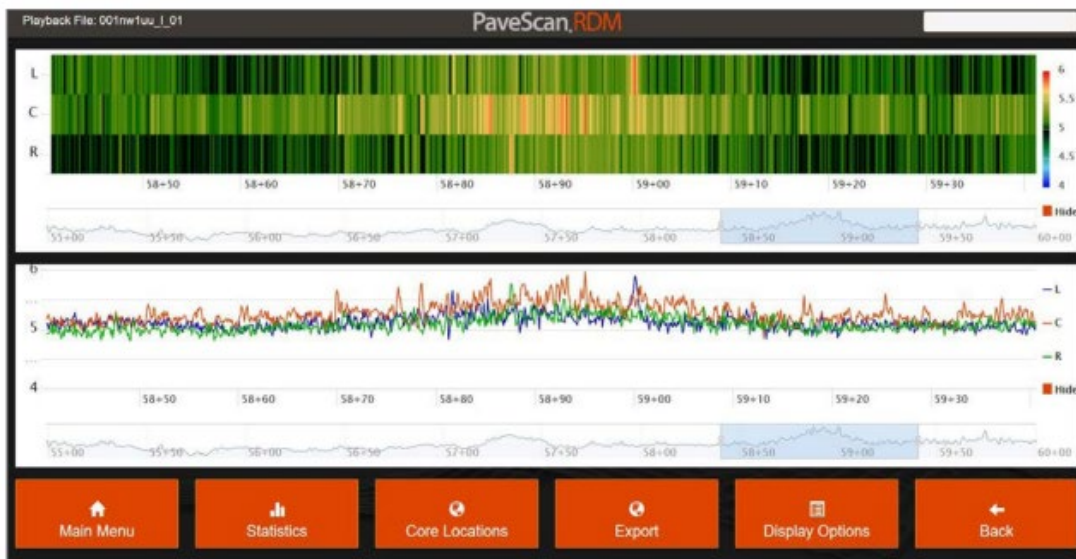 Playback File: 001nw1uu_l_01
PaveScan.RDM
L
C
R
6
5.5
5
4.5
4
58+50 58+60 58+70 58+80 58+90 59+00 59+10 59+20 59+30
Hide
55+00 55+50 56+00 56+50 57+00 57+50 58+00 58+50 59+00 59+50 60+00
6
...
5
...
4
L
C
R
58+50 58+60 58+70 58+80 58+90 59+00 59+10 59+20 59+30
Hide
55+00 55+50 56+00 56+50 57+00 57+50 58+00 58+50 59+00 59+50 60+00
Main Menu Statistics Core Locations Export Display Options Back